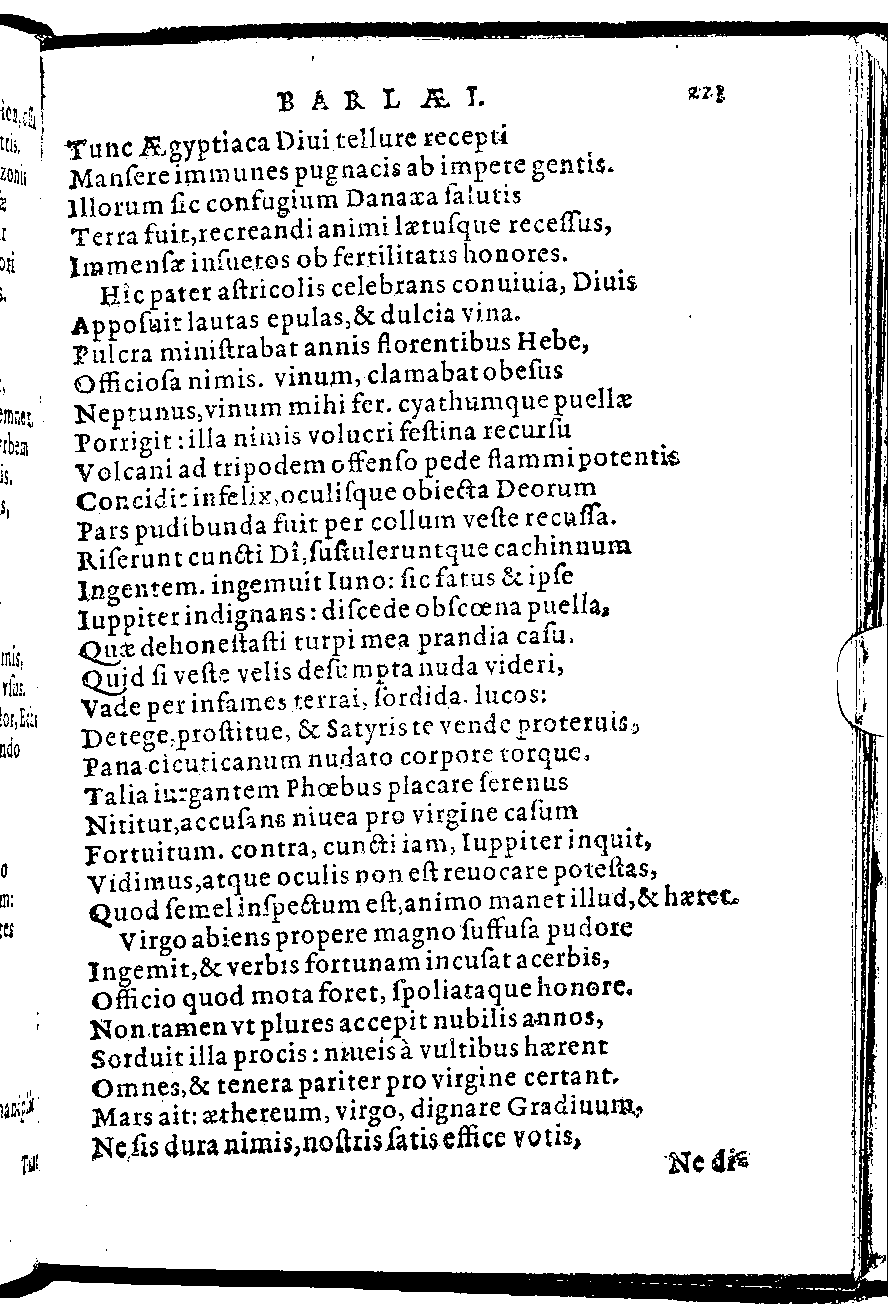 BARLÆI. 223
Tunc Ægyptiaca Diui tellure recepti
Manſere immunes pugnacis ab impete gentis.
Illorum ſic confugium Danaxa ſalutis
Terra fuit, recreandi animi lætuſque receſſus,
Immenſæ inſuetos ob fertilitatis honores.
Hîc pater aſtricolis celebrans conuiuia, Diuis
Appoſuit lautas epulas, & dulcia vina.
Pulcra miniſtrabat annis florentibus Hebe,
Officioſa nimis. vinum, clamabat obeſus
Neptunus, vinum mihi fer. cyathumque puellæ
Porrigit: illa nimis volucri feſtina recurſu
Volcani ad tripodem offenſo pede flammipotentis
Concidit infelix, oculiſque obiecta Deorum
Pars pudibunda fuit per collum veſte recuſſa.
Riſerunt cuncti Dî, ſuſtuleruntque cachinnum
Ingentem. ingemuit Iuno: ſic fatus & ipſe
Iuppiter indignans: diſcede obſcœna puella,
Quæ dehoneſtaſti turpi mea prandia caſu.
Quid ſi veſte velis deſumpta nuda videri,
Vade per infames terrai, ſordida. lucos:
Detege, proſtitue, & Satyris te vende proteruis,
Pana cicuticanum nudato corpore torque.
Talia iurgantem Phœbus placare ſerenus
Nititur, accuſans niuea pro virgine caſum
Fortuitum. contra, cuncti iam, Iuppiter inquit,
Vidimus, atque oculis non eſt reuocare poteſtas,
Quod ſemel inſpectum eſt, animo manet illud, & hæret.
Virgo abiens propere magno ſuffuſa pudore
Ingemit, & verbis fortunam incuſat acerbis,
Officio quod mota foret, ſpoliataque honore.
Non tamen vt plures accepit nubilis annos,
Sorduit illa procis: niueis à vultibus hærent
Omnes, & tenera pariter pro virgine certant.
Mars ait: æthereum, virgo, dignare Gradiuum,
Ne ſis dura nimis, noſtris ſatis effice votis,
Ne di-